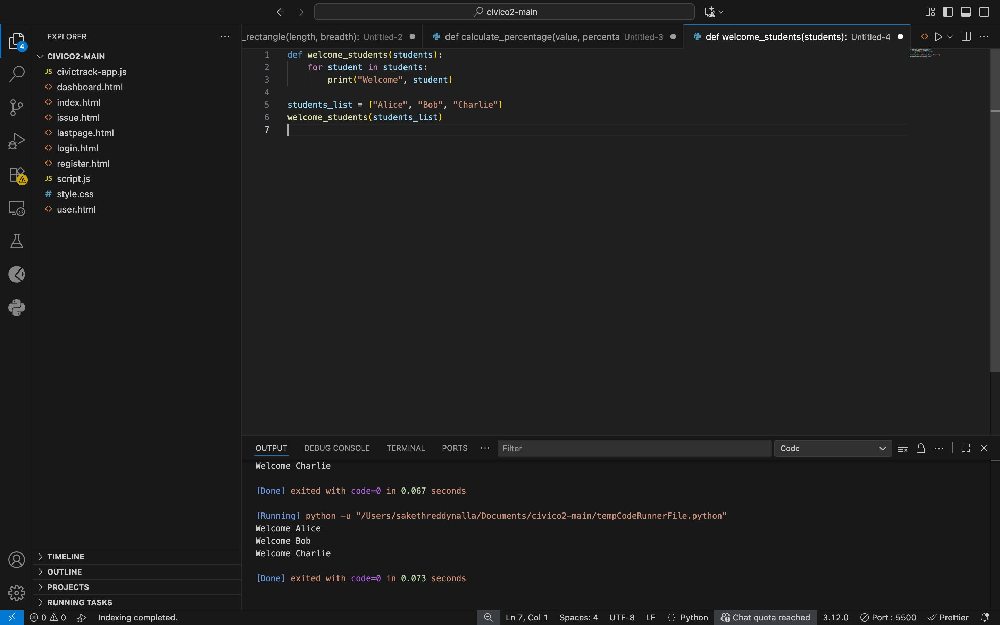 civico2-main
EXPLORER
4
CIVICO2-MAIN
JS civictrack-app.js
<> dashboard.html
<> index.html
<> issue.html
<> lastpage.html
<> login.html
<> register.html
JS script.js
# style.css
<> user.html
TIMELINE
OUTLINE
PROJECTS
RUNNING TASKS
_rectangle(length, breadth): Untitled-2
def calculate_percentage(value, percenta Untitled-3
def welcome_students(students): Untitled-4
1 def welcome_students(students):
2     for student in students:
3         print("Welcome", student)
4
5 students_list = ["Alice", "Bob", "Charlie"]
6 welcome_students(students_list)
7
OUTPUT DEBUG CONSOLE TERMINAL PORTS ··· Filter Code
Welcome Charlie
[Done] exited with code=0 in 0.067 seconds
[Running] python -u "/Users/sakethreddynalla/Documents/civico2-main/tempCodeRunnerFile.python"
Welcome Alice
Welcome Bob
Welcome Charlie
[Done] exited with code=0 in 0.073 seconds
0 0 Indexing completed. Ln 7, Col 1 Spaces: 4 UTF-8 LF {} Python Chat quota reached 3.12.0 Port : 5500 Prettier